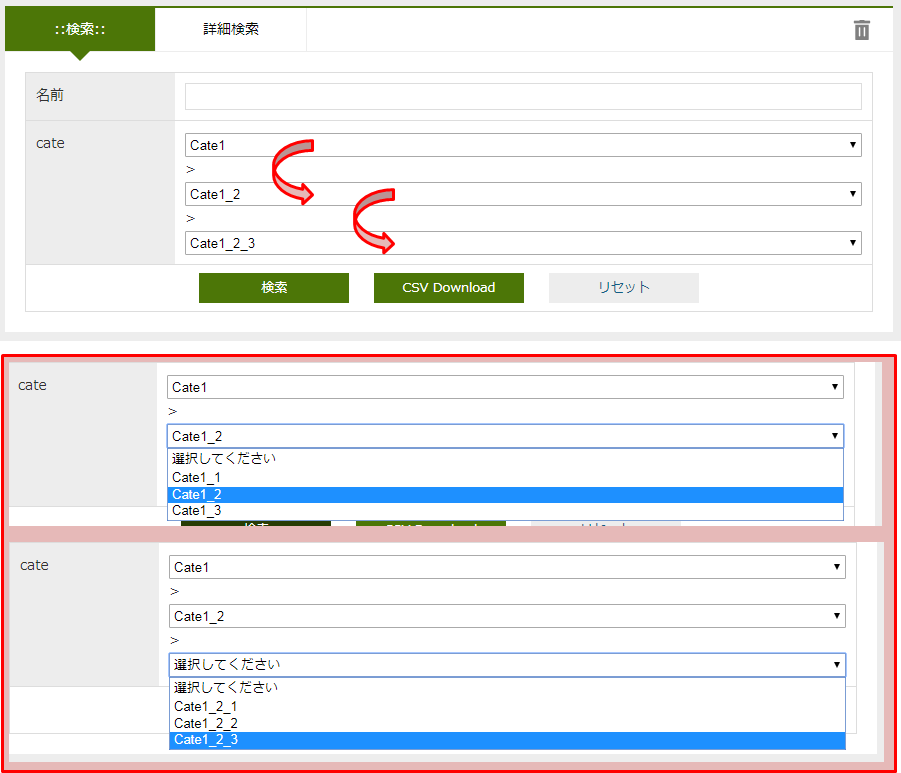 ::検索:: 詳細検索
名前
cate
Cate1
>
Cate1_2
>
Cate1_2_3
検索 CSV Download リセット
cate
Cate1
>
Cate1_2
選択してください
Cate1_1
Cate1_2
Cate1_3
cate
Cate1
>
Cate1_2
>
選択してください
選択してください
Cate1_2_1
Cate1_2_2
Cate1_2_3